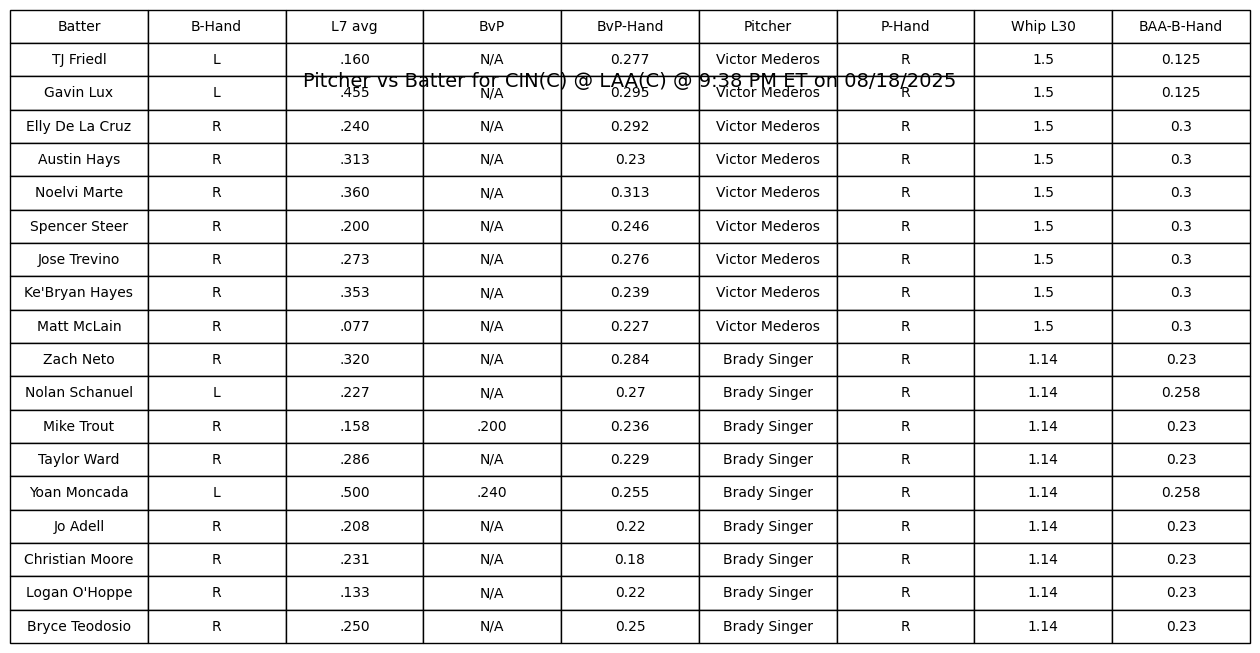 Batter B-Hand L7 avg BvP BvP-Hand Pitcher P-Hand Whip L30 BAA-B-Hand
TJ Friedl L .160 N/A 0.277 Victor Mederos R 1.5 0.125
Pitcher vs Batter for CIN(C) @ LAA(C) @ 9:38 PM ET on 08/18/2025
Gavin Lux L .455 N/A 0.295 Victor Mederos R 1.5 0.125
Elly De La Cruz R .240 N/A 0.292 Victor Mederos R 1.5 0.3
Austin Hays R .313 N/A 0.23 Victor Mederos R 1.5 0.3
Noelvi Marte R .360 N/A 0.313 Victor Mederos R 1.5 0.3
Spencer Steer R .200 N/A 0.246 Victor Mederos R 1.5 0.3
Jose Trevino R .273 N/A 0.276 Victor Mederos R 1.5 0.3
Ke'Bryan Hayes R .353 N/A 0.239 Victor Mederos R 1.5 0.3
Matt McLain R .077 N/A 0.227 Victor Mederos R 1.5 0.3
Zach Neto R .320 N/A 0.284 Brady Singer R 1.14 0.23
Nolan Schanuel L .227 N/A 0.27 Brady Singer R 1.14 0.258
Mike Trout R .158 .200 0.236 Brady Singer R 1.14 0.23
Taylor Ward R .286 N/A 0.229 Brady Singer R 1.14 0.23
Yoan Moncada L .500 .240 0.255 Brady Singer R 1.14 0.258
Jo Adell R .208 N/A 0.22 Brady Singer R 1.14 0.23
Christian Moore R .231 N/A 0.18 Brady Singer R 1.14 0.23
Logan O'Hoppe R .133 N/A 0.22 Brady Singer R 1.14 0.23
Bryce Teodosio R .250 N/A 0.25 Brady Singer R 1.14 0.23